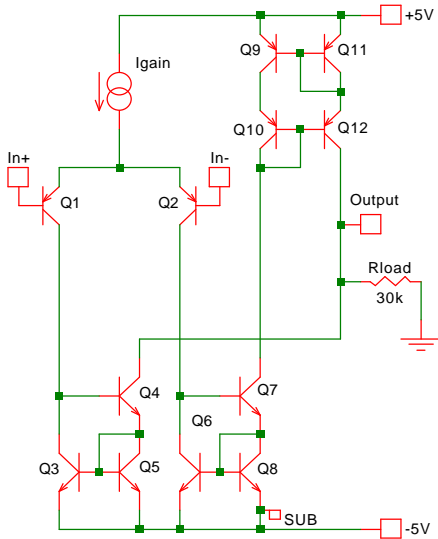 +5V
Q9
Q11
Igain
Q10
Q12
In+
In-
Q1
Q2
Output
Rload
30k
Q4
Q7
Q6
Q3
Q5
Q8
SUB
-5V